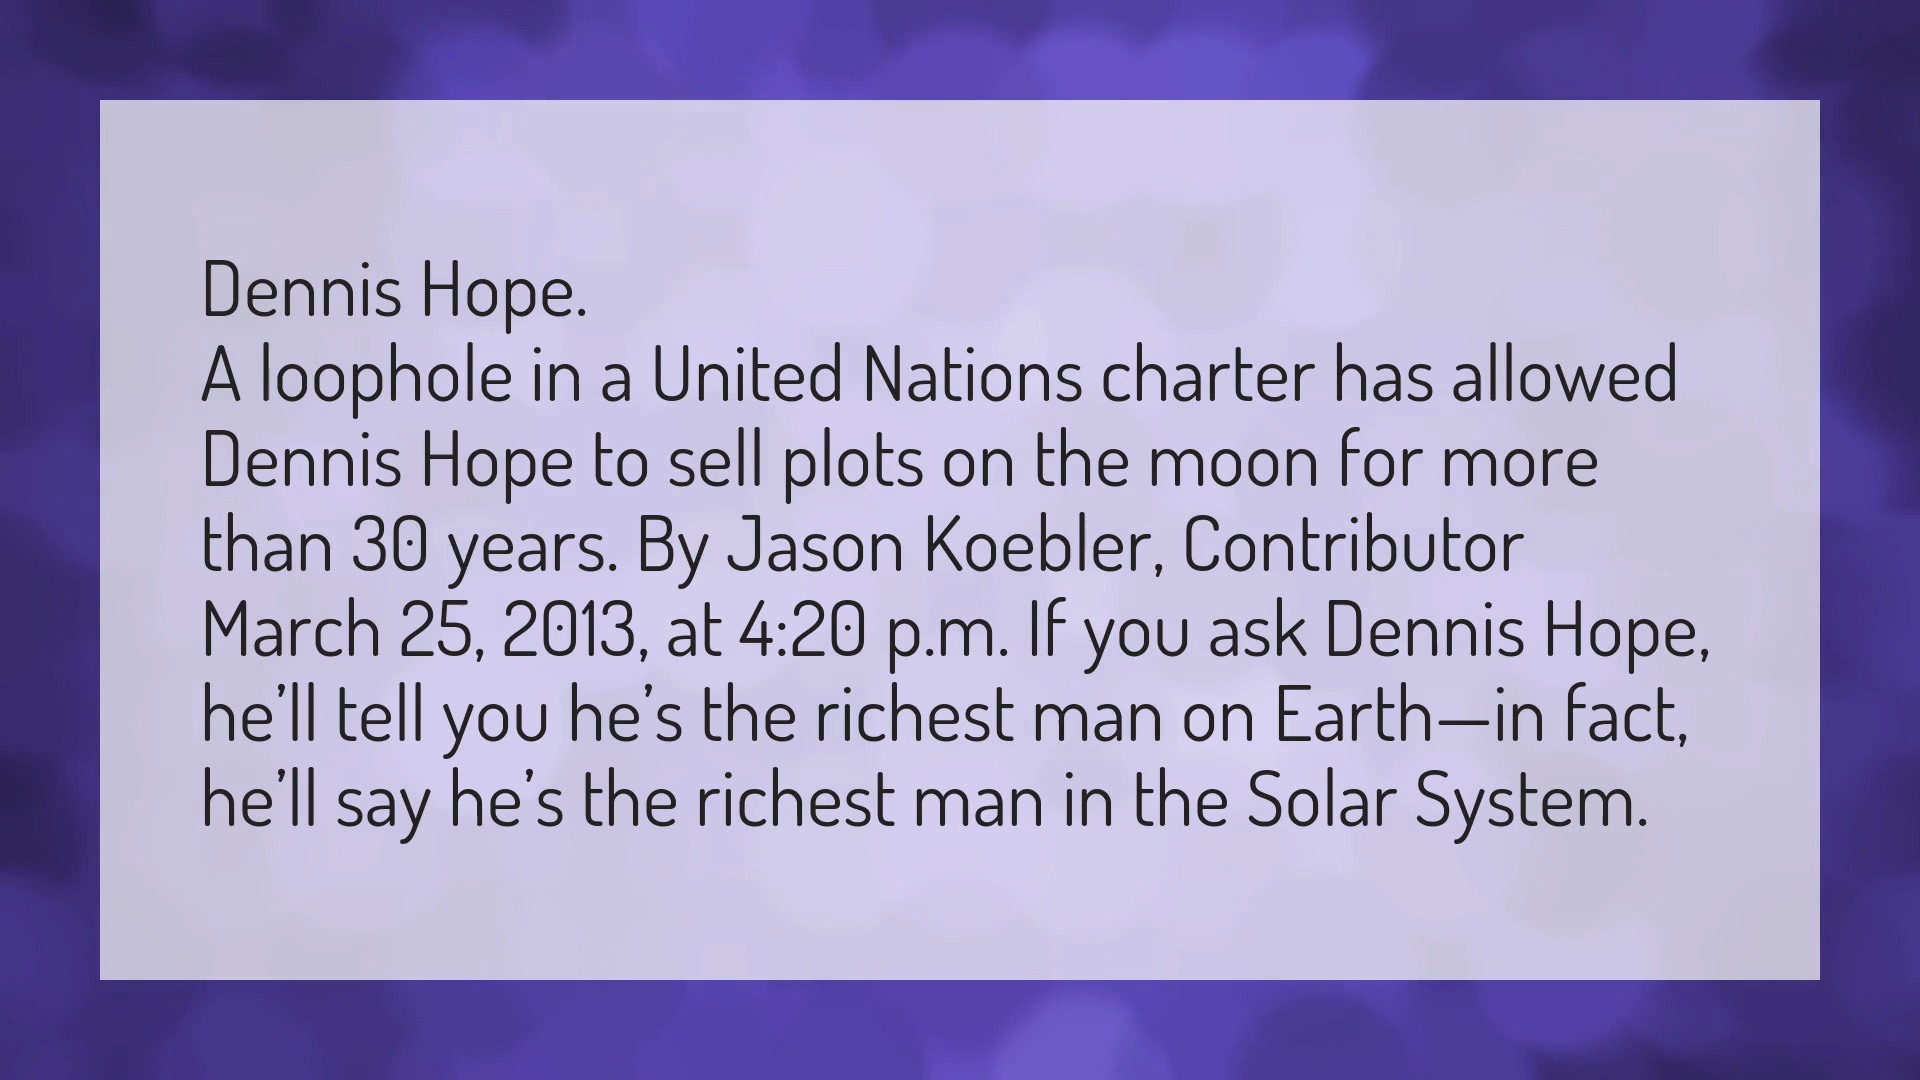 Dennis Hope.
A loophole in a United Nations charter has allowed
Dennis Hope to sell plots on the moon for more
than 30 years. By Jason Koebler, Contributor
March 25, 2013, at 4:20 p.m. If you ask Dennis Hope,
he’ll tell you he’s the richest man on Earth—in fact,
he’ll say he’s the richest man in the Solar System.